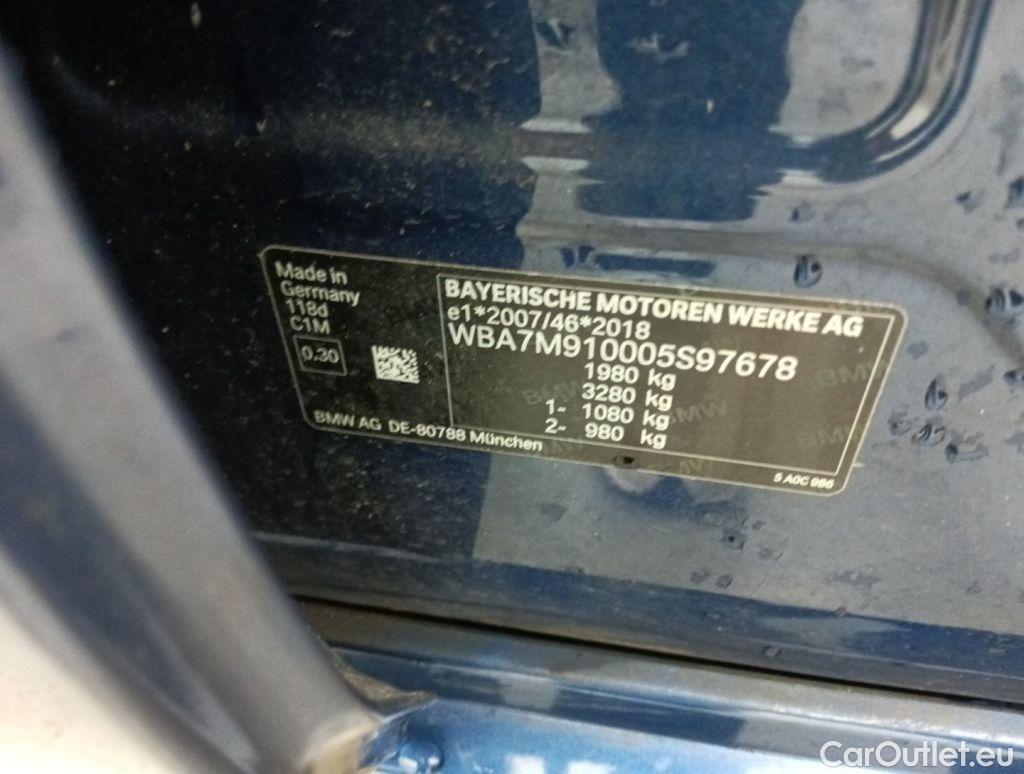 Made in
Germany
118d
C1M
0.30
BMW AG DE-80788 München
BAYERISCHE MOTOREN WERKE AG
e1*2007/46*2018
WBA7M910005S97678
1980 kg
3280 kg
1- 1080 kg
2- 980 kg
5 A0C 986
CarOutlet.eu